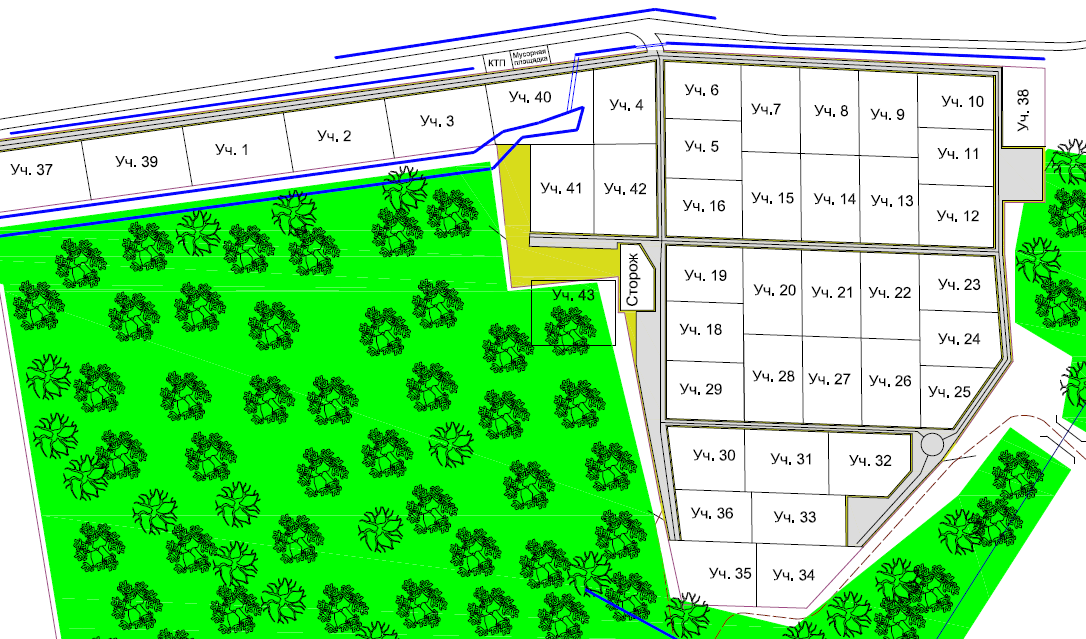 Мусорная
площадка
КТП
Уч. 40
Уч. 4
Уч. 6
Уч.7
Уч. 8
Уч. 9
Уч. 10
Уч. 38
Уч. 37
Уч. 39
Уч. 1
Уч. 2
Уч. 3
Уч. 5
Уч. 11
Уч. 41
Уч. 42
Уч. 16
Уч. 15
Уч. 14
Уч. 13
Уч. 12
Сторож
Уч. 43
Уч. 19
Уч. 20
Уч. 21
Уч. 22
Уч. 23
Уч. 18
Уч. 24
Уч. 29
Уч. 28
Уч. 27
Уч. 26
Уч. 25
Уч. 30
Уч. 31
Уч. 32
Уч. 36
Уч. 33
Уч. 35
Уч. 34